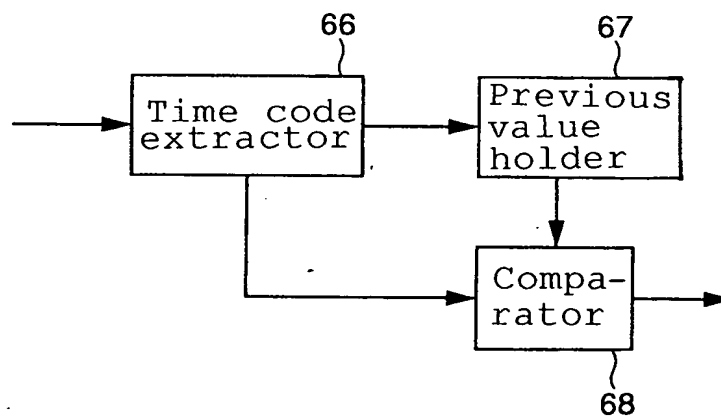 66
67
Time code
extractor
Previous
value
holder
Compa-
rator
68